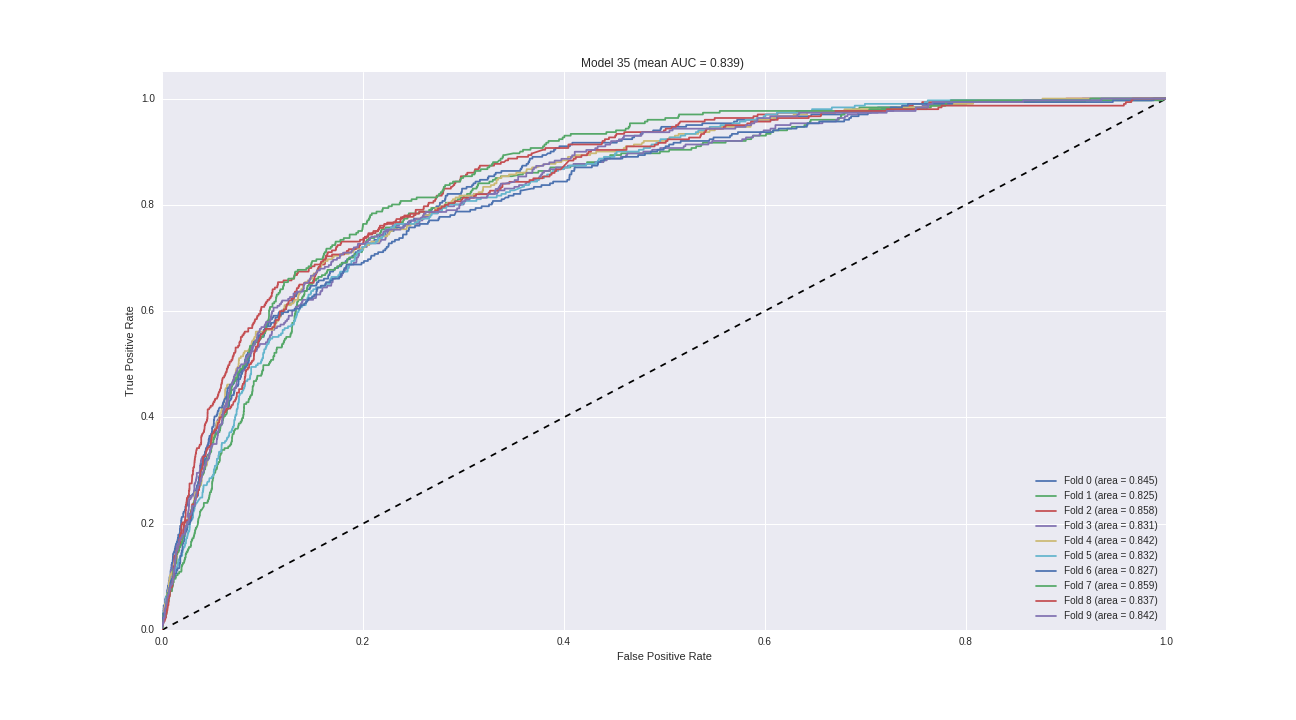 Model 35 (mean AUC = 0.839)
1.0
0.8
0.6
0.4
0.2
0.0
True Positive Rate
0.0 0.2 0.4 0.6 0.8 1.0
False Positive Rate
Fold 0 (area = 0.845)
Fold 1 (area = 0.825)
Fold 2 (area = 0.858)
Fold 3 (area = 0.831)
Fold 4 (area = 0.842)
Fold 5 (area = 0.832)
Fold 6 (area = 0.827)
Fold 7 (area = 0.859)
Fold 8 (area = 0.837)
Fold 9 (area = 0.842)